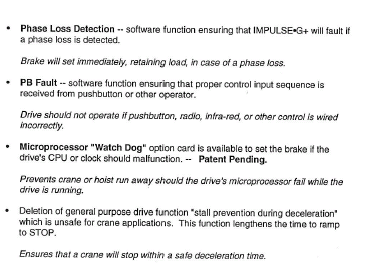 • Phase Loss Detection -- software function ensuring that IMPULSE•G+ will fault if
a phase loss is detected.
Brake will set immediately, retaining load, in case of a phase loss.
• PB Fault -- software function ensuring that proper control input sequence is
received from pushbutton or other operator.
Drive should not operate if pushbutton, radio, infra-red, or other control is wired
incorrectly.
• Microprocessor "Watch Dog" option card is available to set the brake if the
drive's CPU or clock should malfunction. -- Patent Pending.
Prevents crane or hoist run away should the drive's microprocessor fail while the
drive is running.
• Deletion of general purpose drive function "stall prevention during deceleration"
which is unsafe for crane applications. This function lengthens the time to ramp
to STOP.
Ensures that a crane will stop within a safe deceleration time.